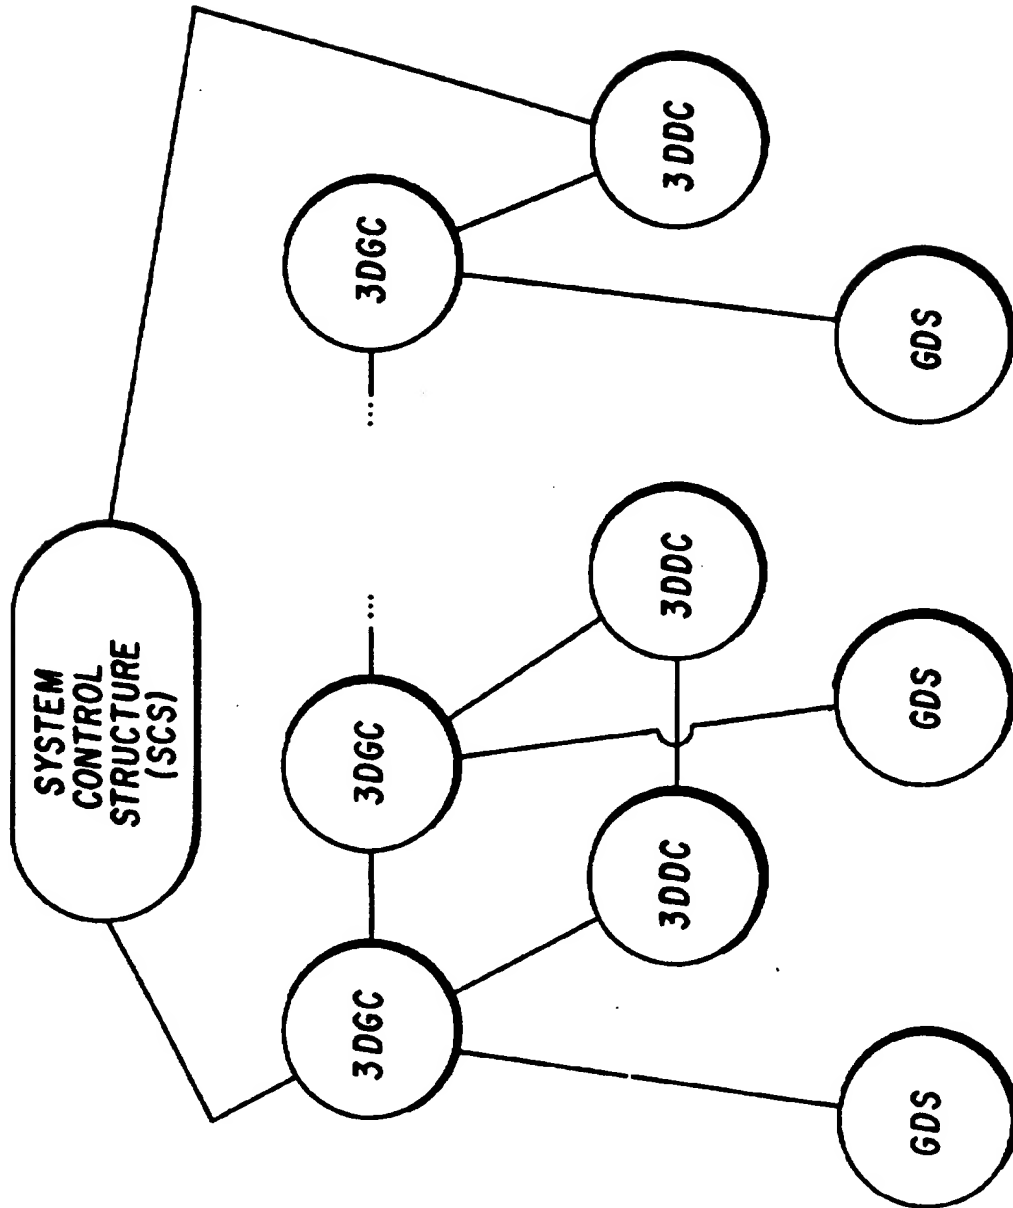 SYSTEM
CONTROL
STRUCTURE
(SCS)
3DGC
3DGC
...
...
3DGC
3DDC
3DDC
3DDC
GDS
GDS
GDS